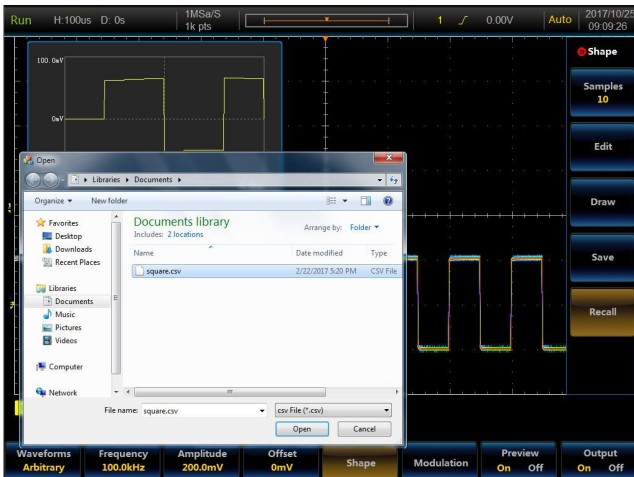 Run H:100us D: 0s 1MSa/S 1 0.00V Auto 2017/10/25
1k pts 09:09:26
Shape
100.0mV
0mV
Samples
10
Edit
Draw
Save
Recall
Open
Libraries Documents
Organize New folder
Favorites
Desktop
Downloads
Recent Places
Libraries
Documents
Music
Pictures
Videos
Computer
Network
Documents library
Includes: 2 locations
Arrange by: Folder
Name Date modified Type
square.csv 2/22/2017 5:20 PM CSV File
File name: square.csv csv File (*.csv)
Open Cancel
Waveforms Frequency Amplitude Offset Shape Modulation Preview Output
Arbitrary 100.0kHz 200.0mV 0mV On Off On Off